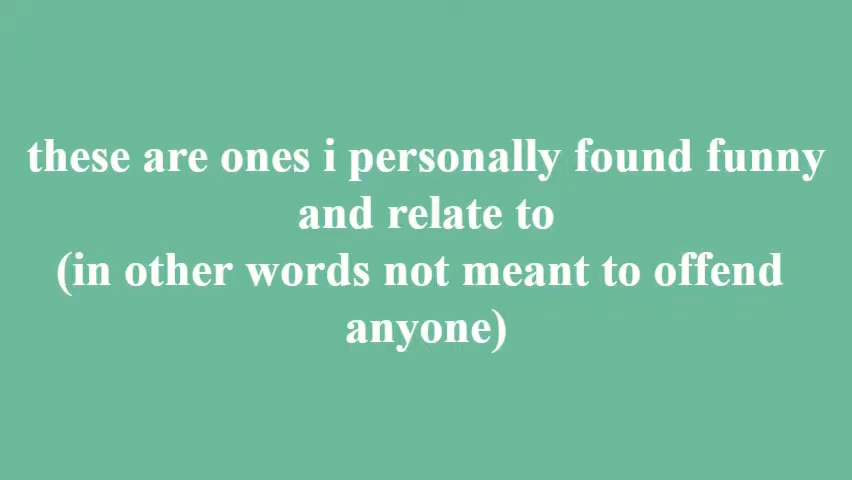 these are ones i personally found funny
and relate to
(in other words not meant to offend
anyone)